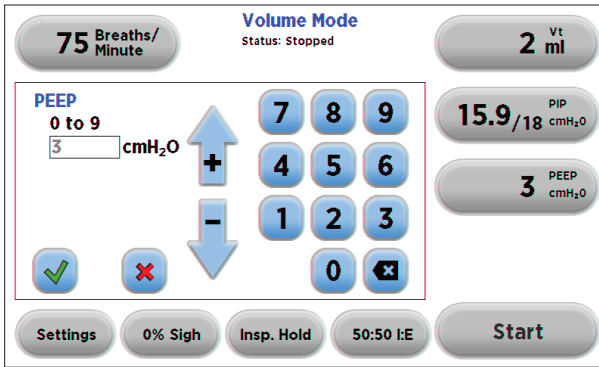 75 Breaths/
Minute
Volume Mode
Status: Stopped
2 Vt
ml
PEEP
0 to 9
3 cmH₂O
+
−
7 8 9
4 5 6
1 2 3
0
15.9/18 PIP
cmH₂O
3 PEEP
cmH₂O
Settings 0% Sigh Insp. Hold 50:50 I:E Start